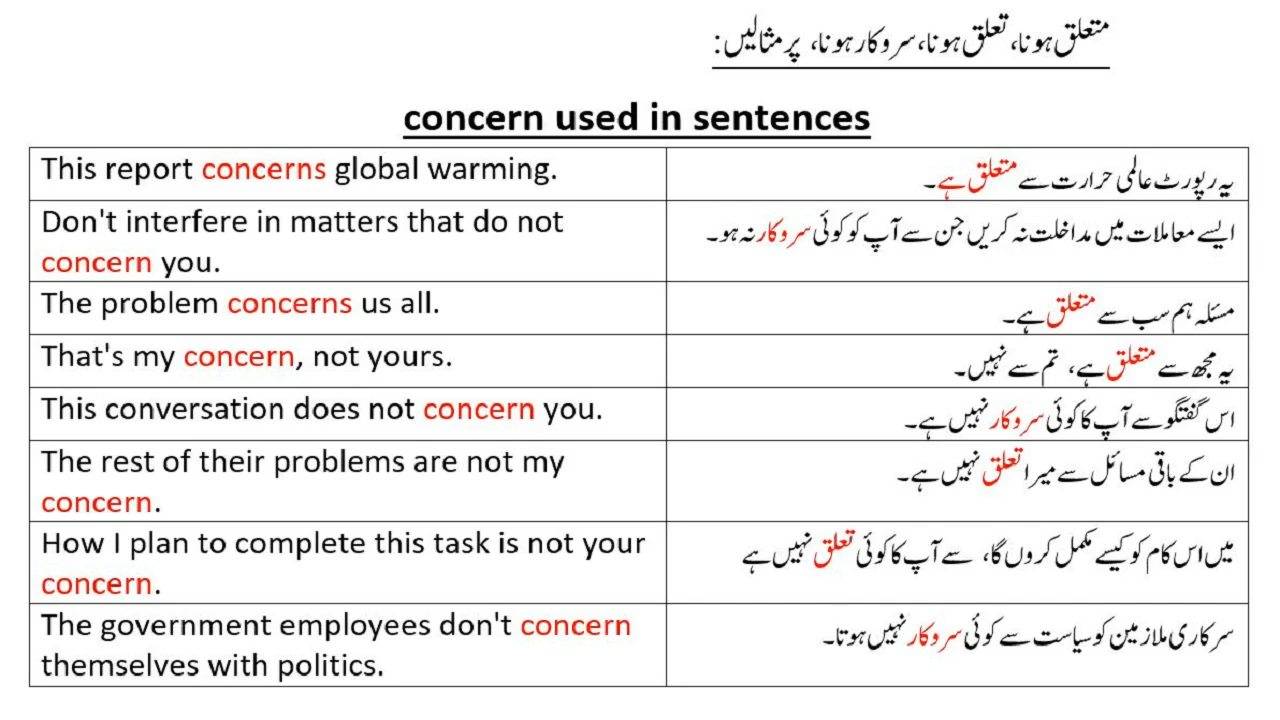 متعلق ہونا، تعلق ہونا، سروکار ہونا، پر مثالیں:
concern used in sentences
This report concerns global warming.
یہ رپورٹ عالمی حرارت سے متعلق ہے۔
Don't interfere in matters that do not
concern you.
ایسے معاملات میں مداخلت نہ کریں جن سے آپ کو کوئی سروکار نہ ہو۔
The problem concerns us all.
مسئلہ ہم سب سے متعلق ہے۔
That's my concern, not yours.
یہ مجھ سے متعلق ہے، تم سے نہیں۔
This conversation does not concern you.
اس گفتگو سے آپ کا کوئی سروکار نہیں ہے۔
The rest of their problems are not my
concern.
ان کے باقی مسائل سے میرا تعلق نہیں ہے۔
How I plan to complete this task is not your
concern.
میں اس کام کو کیسے مکمل کروں گا، سے آپ کا کوئی تعلق نہیں ہے
The government employees don't concern
themselves with politics.
سرکاری ملازمین کو سیاست سے کوئی سروکار نہیں ہوتا۔